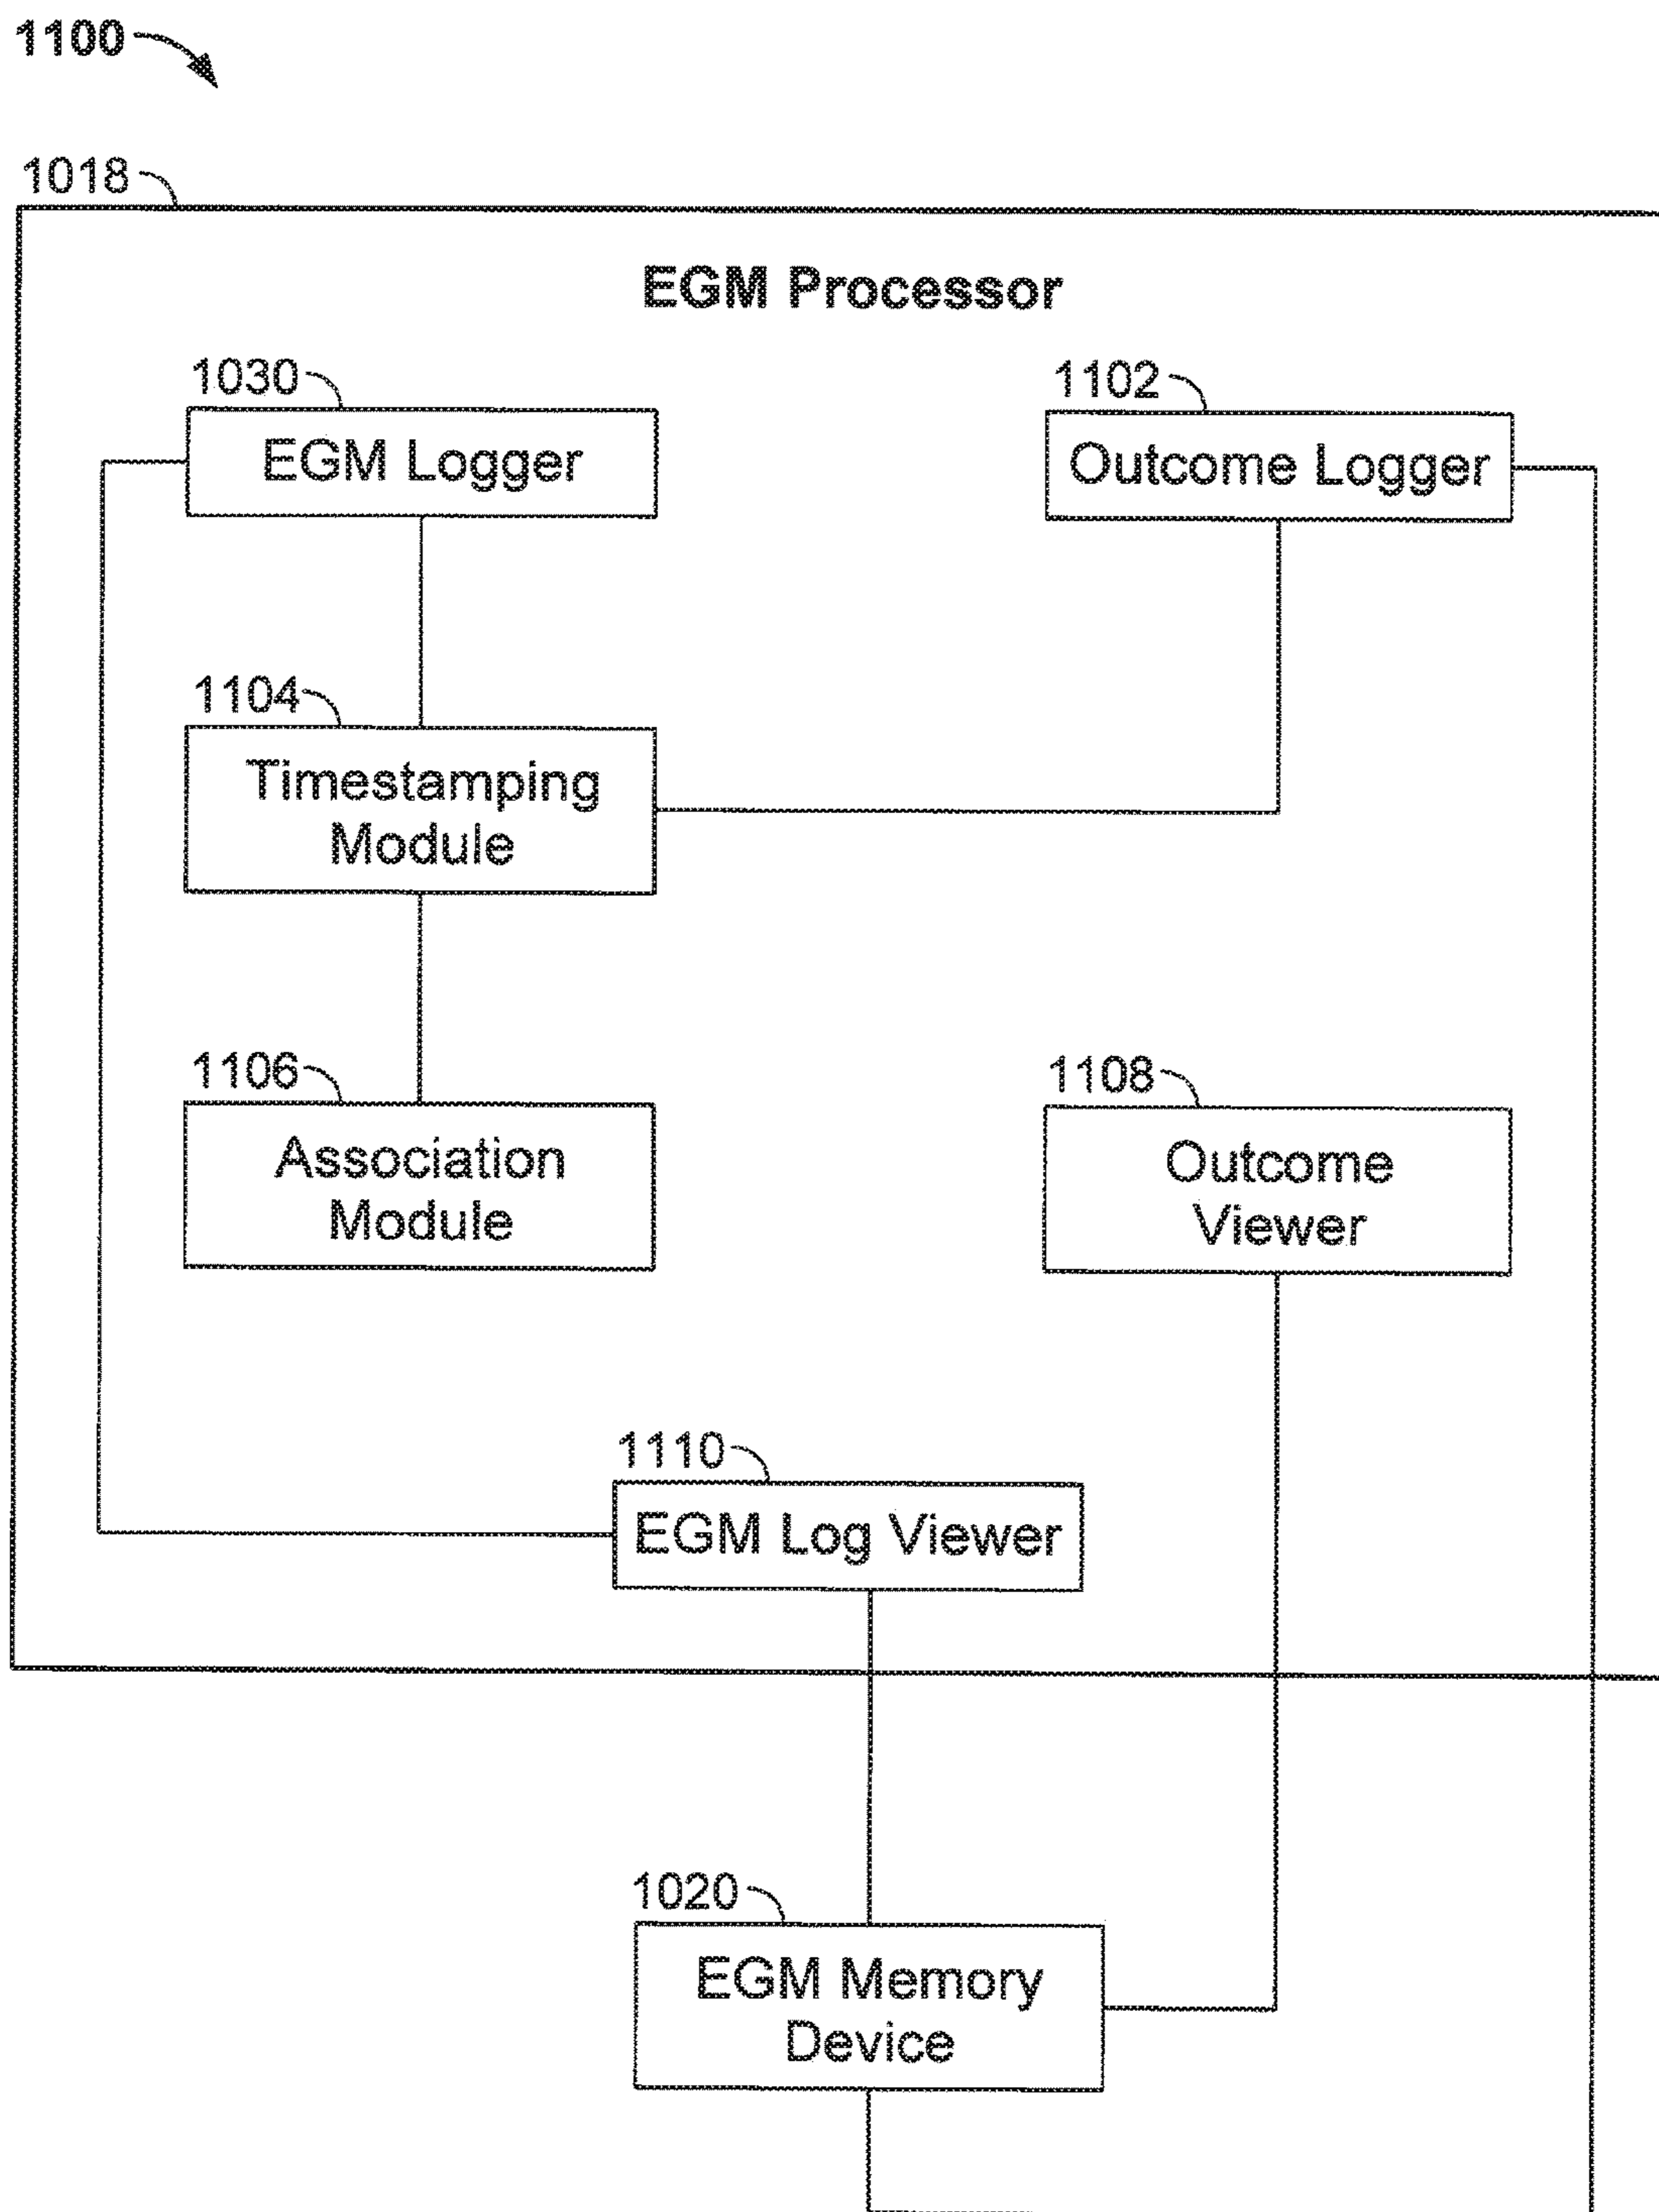 1100
1018
EGM Processor
1030
EGM Logger
1102
Outcome Logger
1104
Timestamping
Module
1106
Association
Module
1108
Outcome
Viewer
1110
EGM Log Viewer
1020
EGM Memory
Device